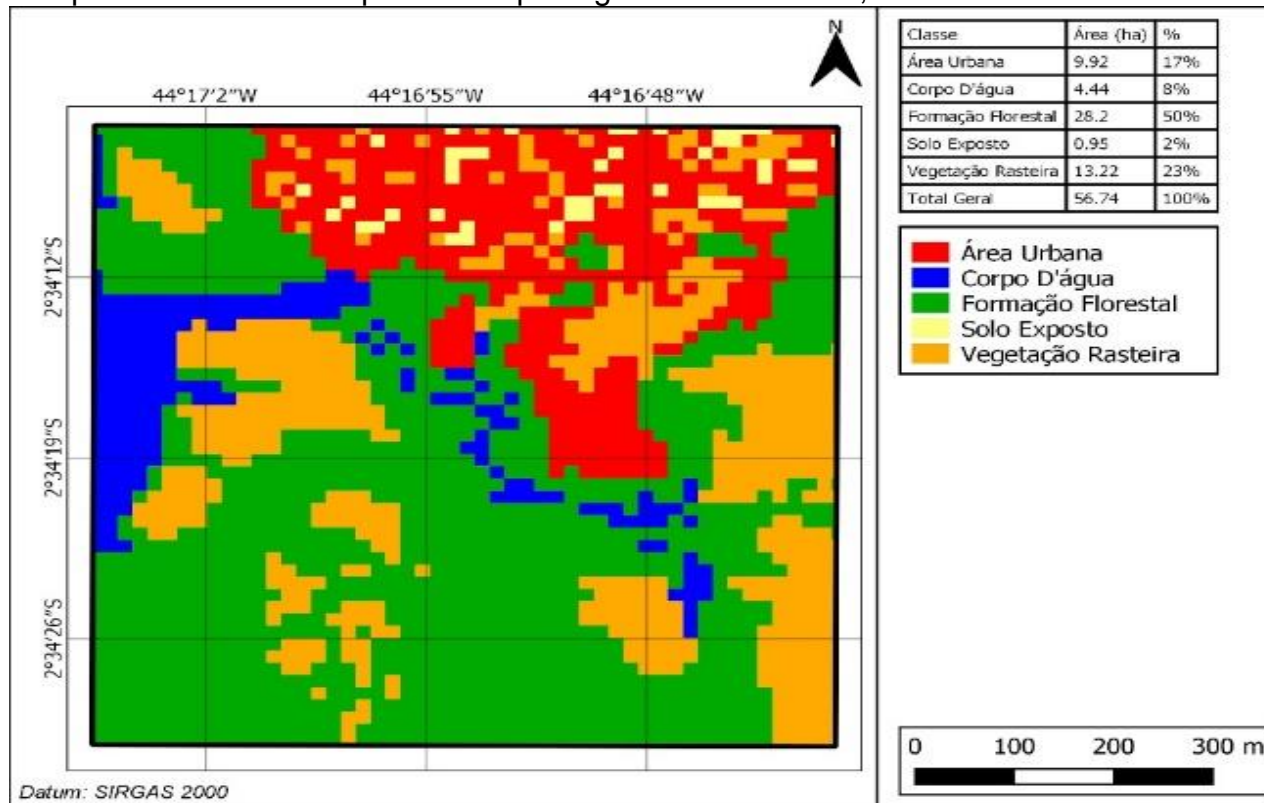 N
44°17'2"W 44°16'55"W 44°16'48"W
2°34'12"S
2°34'19"S
2°34'26"S
Datum: SIRGAS 2000
Classe Área (ha) %
Área Urbana 9.92 17%
Corpo D'água 4.44 8%
Formação Florestal 28.2 50%
Solo Exposto 0.95 2%
Vegetação Rasteira 13.22 23%
Total Geral 56.74 100%
Área Urbana
Corpo D'água
Formação Florestal
Solo Exposto
Vegetação Rasteira
0 100 200 300 m